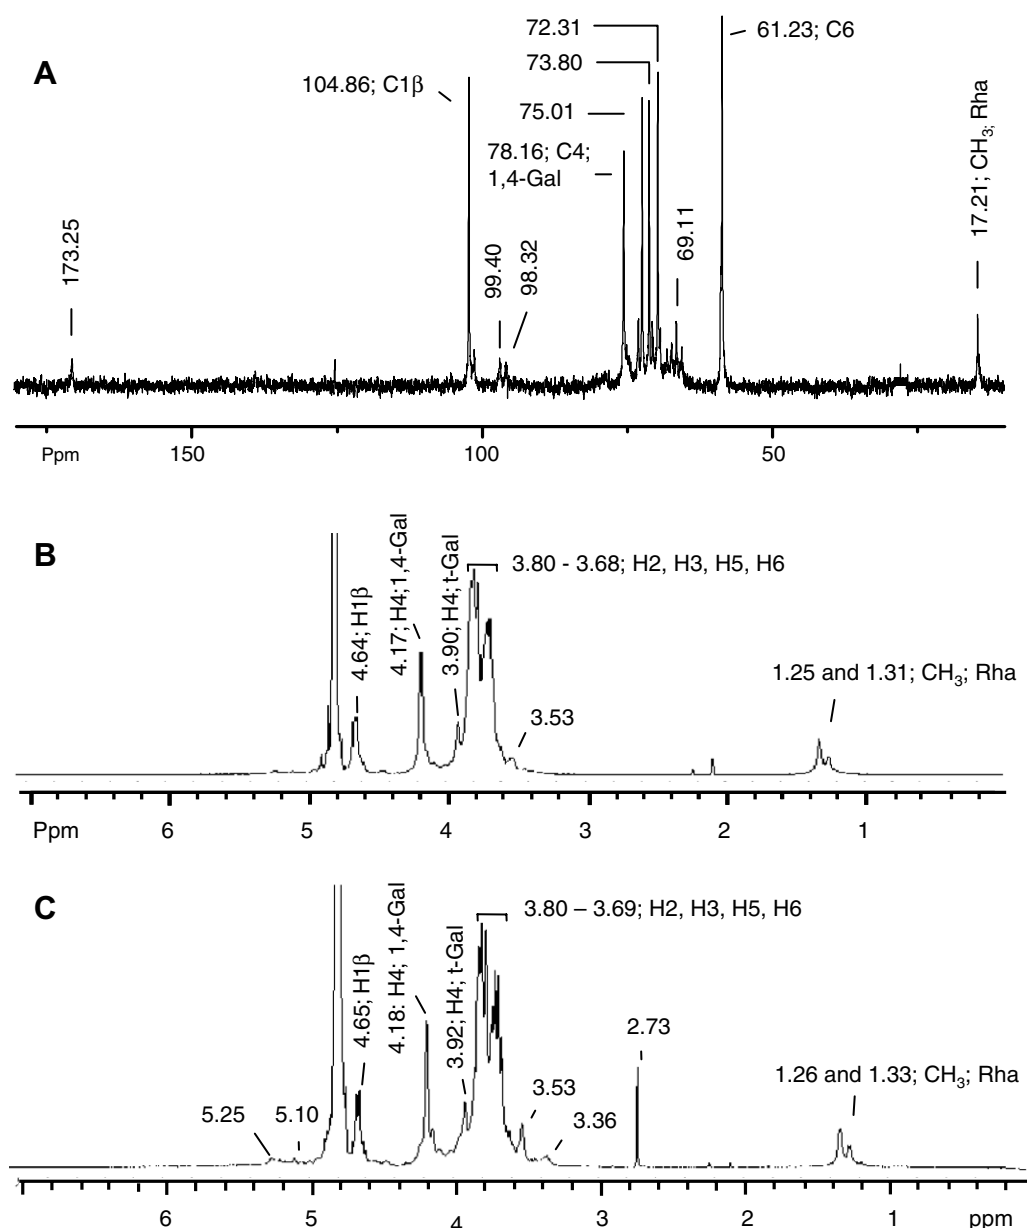 A
104.86; C1β
72.31
73.80
75.01
78.16; C4;
1,4-Gal
61.23; C6
17.21; CH3; Rha
173.25
99.40
98.32
69.11
Ppm 150 100 50
B
4.64; H1β
4.17; H4;1,4-Gal
3.90; H4; t-Gal
3.80 - 3.68; H2, H3, H5, H6
3.53
1.25 and 1.31; CH3; Rha
Ppm 6 5 4 3 2 1
C
4.65; H1β
4.18: H4; 1,4-Gal
3.92; H4; t-Gal
3.80 – 3.69; H2, H3, H5, H6
5.25
5.10
3.53
3.36
2.73
1.26 and 1.33; CH3; Rha
6 5 4 3 2 1 ppm